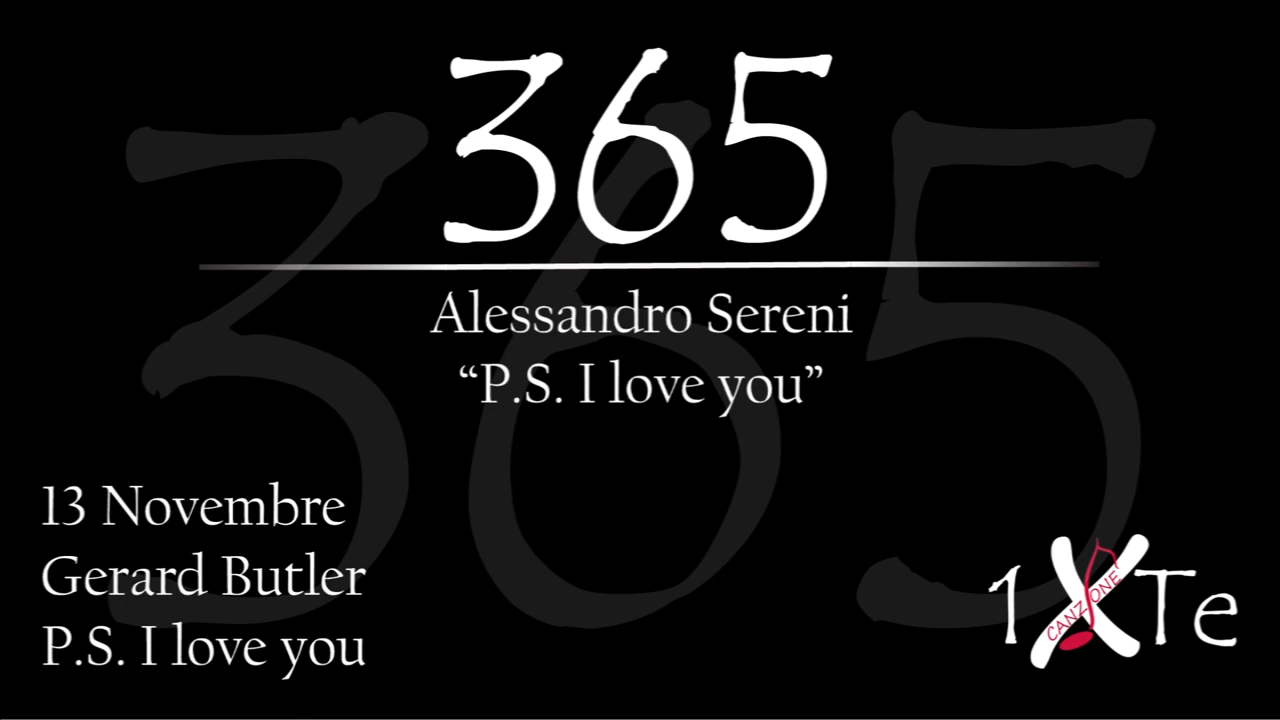 365
Alessandro Sereni
“P.S. I love you”
13 Novembre
Gerard Butler
P.S. I love you
1 X Te
CANZONE